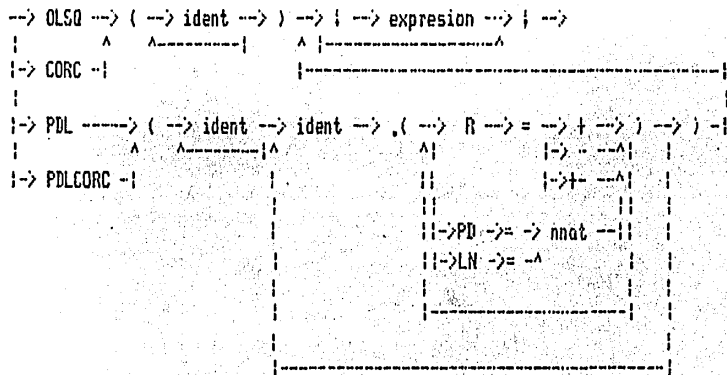 --> OLSQ ---> ( --> ident ---> ) ---> ; --> expresion ---> ; -->
|-> CORC --|
|-> PDL ------> ( --> ident --> ident --> ,( ---> R ---> = --> + --> ) --> ) -|
|-> - --^|
|-> PDLCORC -| |->+- --^|
||->PD ->= -> nnat --||
||->LN ->= -^